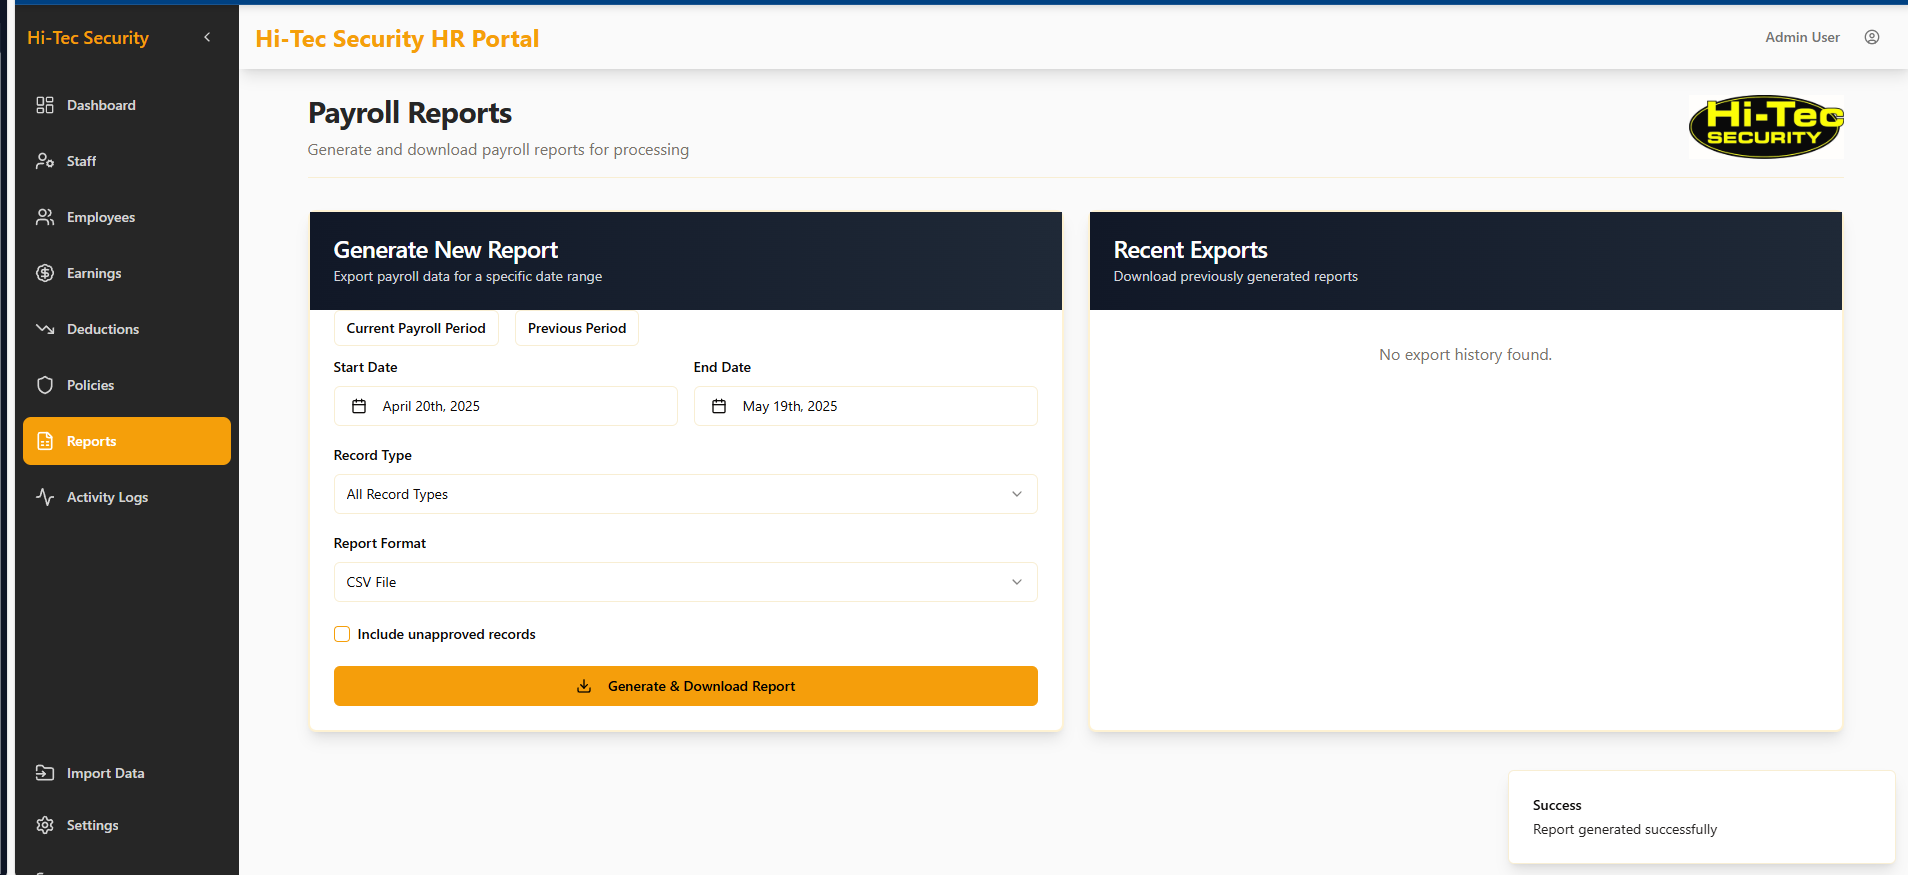 Hi-Tec Security
Dashboard
Staff
Employees
Earnings
Deductions
Policies
Reports
Activity Logs
Import Data
Settings
Hi-Tec Security HR Portal
Admin User
Payroll Reports
Generate and download payroll reports for processing
Hi-Tec
SECURITY
Generate New Report
Export payroll data for a specific date range
Current Payroll Period
Previous Period
Start Date
End Date
April 20th, 2025
May 19th, 2025
Record Type
All Record Types
Report Format
CSV File
Include unapproved records
Generate & Download Report
Recent Exports
Download previously generated reports
No export history found.
Success
Report generated successfully